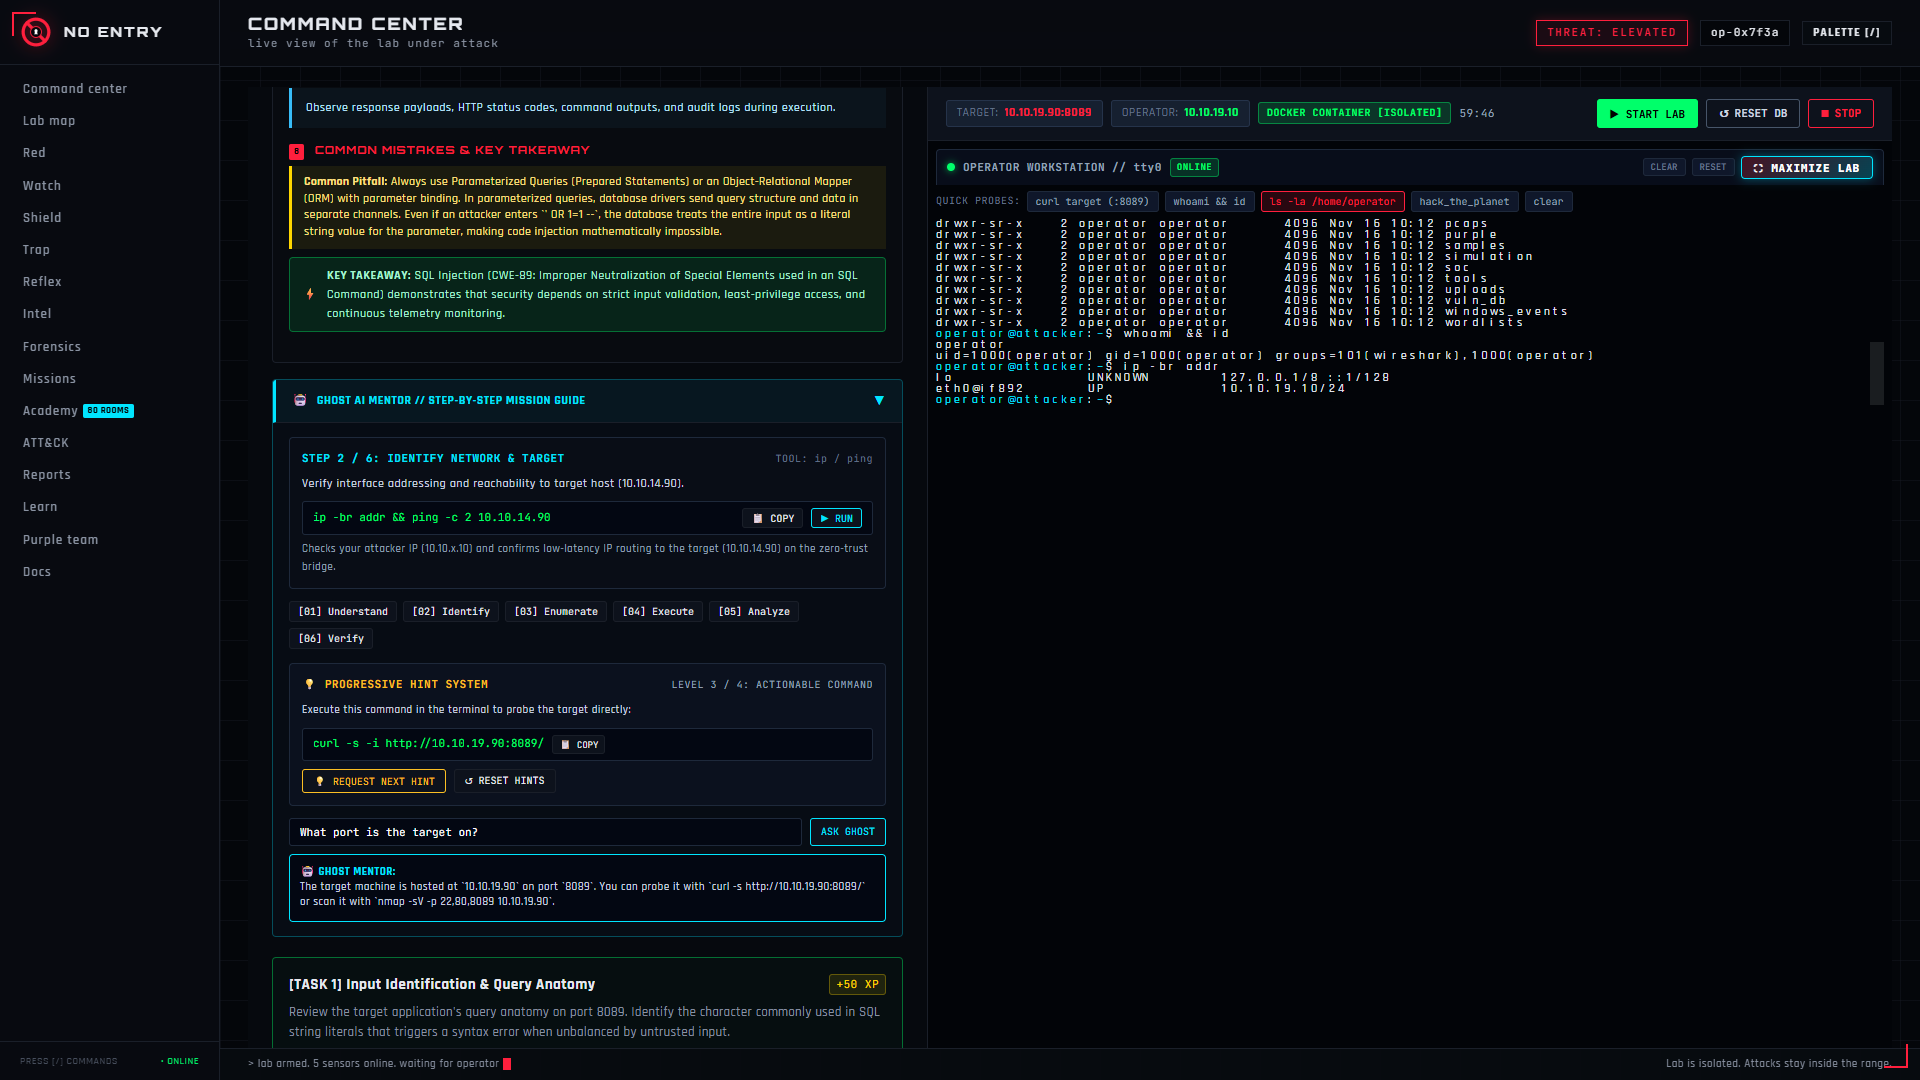 NO ENTRY
COMMAND CENTER
live view of the lab under attack
THREAT: ELEVATED
op-0x7f3a
PALETTE [/]
Command center
Lab map
Red
Watch
Shield
Trap
Reflex
Intel
Forensics
Missions
Academy 60 ROOMS
ATT&CK
Reports
Learn
Purple team
Docs
PRESS [/] COMMANDS
• ONLINE
Observe response payloads, HTTP status codes, command outputs, and audit logs during execution.
8 COMMON MISTAKES & KEY TAKEAWAY
Common Pitfall: Always use Parameterized Queries (Prepared Statements) or an Object-Relational Mapper
(ORM) with parameter binding. In parameterized queries, database drivers send query structure and data in
separate channels. Even if an attacker enters `' OR 1=1 --`, the database treats the entire input as a literal
string value for the parameter, making code injection mathematically impossible.
KEY TAKEAWAY: SQL Injection (CWE-89: Improper Neutralization of Special Elements used in an SQL
Command) demonstrates that security depends on strict input validation, least-privilege access, and
continuous telemetry monitoring.
GHOST AI MENTOR // STEP-BY-STEP MISSION GUIDE ▼
STEP 2 / 6: IDENTIFY NETWORK & TARGET
TOOL: ip / ping
Verify interface addressing and reachability to target host (10.10.14.90).
ip -br addr && ping -c 2 10.10.14.90
COPY
▶ RUN
Checks your attacker IP (10.10.x.10) and confirms low-latency IP routing to the target (10.10.14.90) on the zero-trust
bridge.
[01] Understand [02] Identify [03] Enumerate [04] Execute [05] Analyze
[06] Verify
PROGRESSIVE HINT SYSTEM
LEVEL 3 / 4: ACTIONABLE COMMAND
Execute this command in the terminal to probe the target directly:
curl -s -i http://10.10.19.90:8089/ COPY
REQUEST NEXT HINT ↺ RESET HINTS
What port is the target on?
ASK GHOST
GHOST MENTOR:
The target machine is hosted at `10.10.19.90` on port `8089`. You can probe it with `curl -s http://10.10.19.90:8089/`
or scan it with `nmap -sV -p 22,80,8089 10.10.19.90`.
[TASK 1] Input Identification & Query Anatomy
+50 XP
Review the target application's query anatomy on port 8089. Identify the character commonly used in SQL
string literals that triggers a syntax error when unbalanced by untrusted input.
TARGET: 10.10.19.90:8089
OPERATOR: 10.10.19.10
DOCKER CONTAINER [ISOLATED]
59:46
▶ START LAB
↺ RESET DB
■ STOP
OPERATOR WORKSTATION // tty0 ONLINE
CLEAR
RESET
MAXIMIZE LAB
QUICK PROBES: curl target (:8089) whoami && id ls -la /home/operator hack_the_planet clear
drwxr-sr-x 2 operator operator 4096 Nov 16 10:12 pcaps
drwxr-sr-x 2 operator operator 4096 Nov 16 10:12 purple
drwxr-sr-x 2 operator operator 4096 Nov 16 10:12 samples
drwxr-sr-x 2 operator operator 4096 Nov 16 10:12 simulation
drwxr-sr-x 2 operator operator 4096 Nov 16 10:12 soc
drwxr-sr-x 2 operator operator 4096 Nov 16 10:12 tools
drwxr-sr-x 2 operator operator 4096 Nov 16 10:12 uploads
drwxr-sr-x 2 operator operator 4096 Nov 16 10:12 vuln_db
drwxr-sr-x 2 operator operator 4096 Nov 16 10:12 windows_events
drwxr-sr-x 2 operator operator 4096 Nov 16 10:12 wordlists
operator@attacker:~$ whoami && id
operator
uid=1000(operator) gid=1000(operator) groups=101(wireshark),1000(operator)
operator@attacker:~$ ip -br addr
lo UNKNOWN 127.0.0.1/8 ::1/128
eth0@if892 UP 10.10.19.10/24
operator@attacker:~$
> lab armed. 5 sensors online. waiting for operator
Lab is isolated. Attacks stay inside the range.